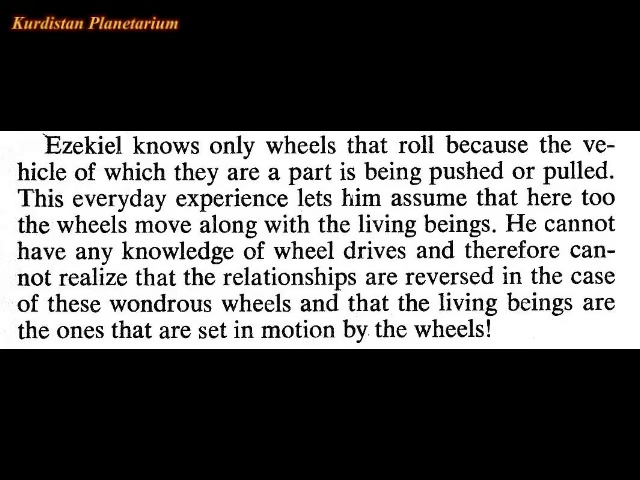 Kurdistan Planetarium
Ezekiel knows only wheels that roll because the ve-
hicle of which they are a part is being pushed or pulled.
This everyday experience lets him assume that here too
the wheels move along with the living beings. He cannot
have any knowledge of wheel drives and therefore can-
not realize that the relationships are reversed in the case
of these wondrous wheels and that the living beings are
the ones that are set in motion by the wheels!